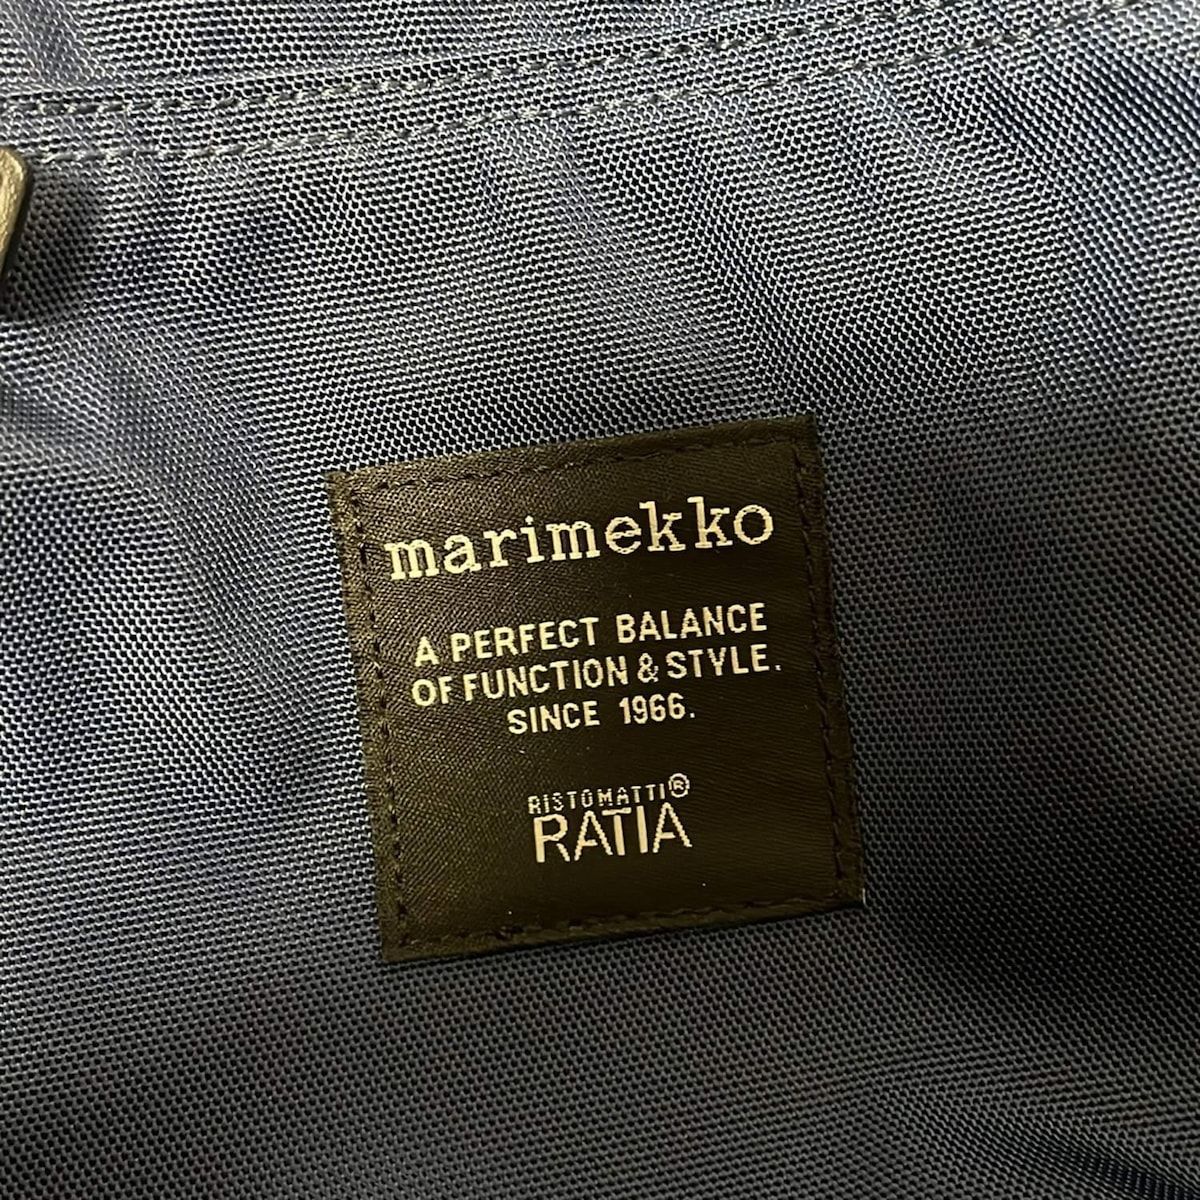 marimekko
A PERFECT BALANCE
OF FUNCTION & STYLE.
SINCE 1966.
RISTOMATTI®
RATIA